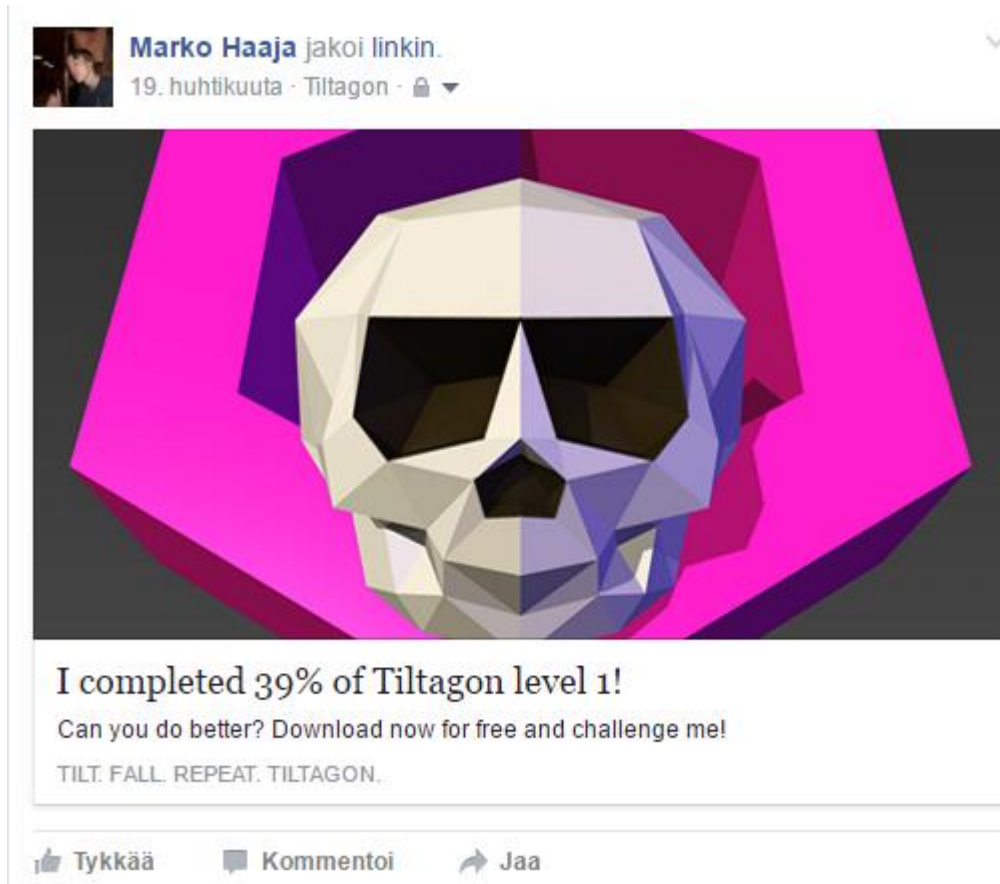 Marko Haaja jakoi linkin.
19. huhtikuuta · Tiltagon ·
I completed 39% of Tiltagon level 1!
Can you do better? Download now for free and challenge me!
TILT. FALL. REPEAT. TILTAGON.
Tykkää Kommentoi Jaa